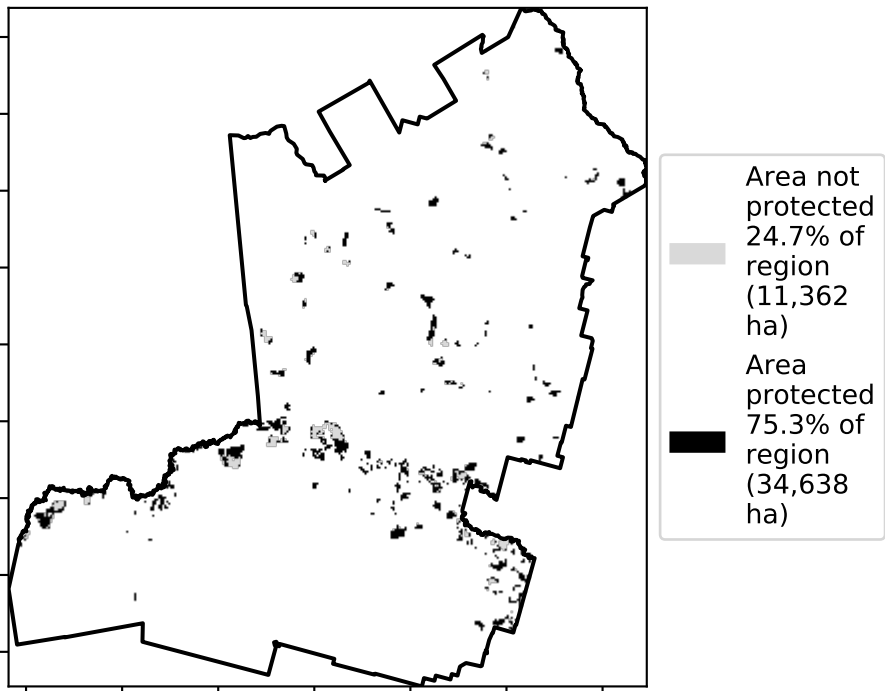 Area not
protected
24.7% of
region
(11,362
ha)
Area
protected
75.3% of
region
(34,638
ha)